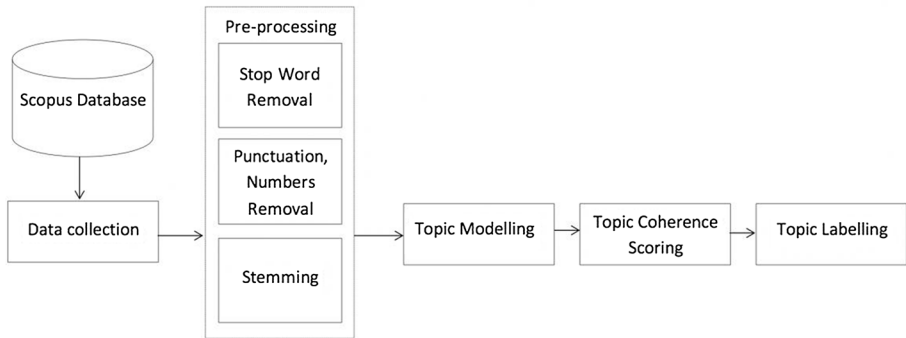 Pre-processing
Scopus Database
Stop Word
Removal
Punctuation,
Numbers
Removal
Data collection
Stemming
Topic Modelling
Topic Coherence
Scoring
Topic Labelling